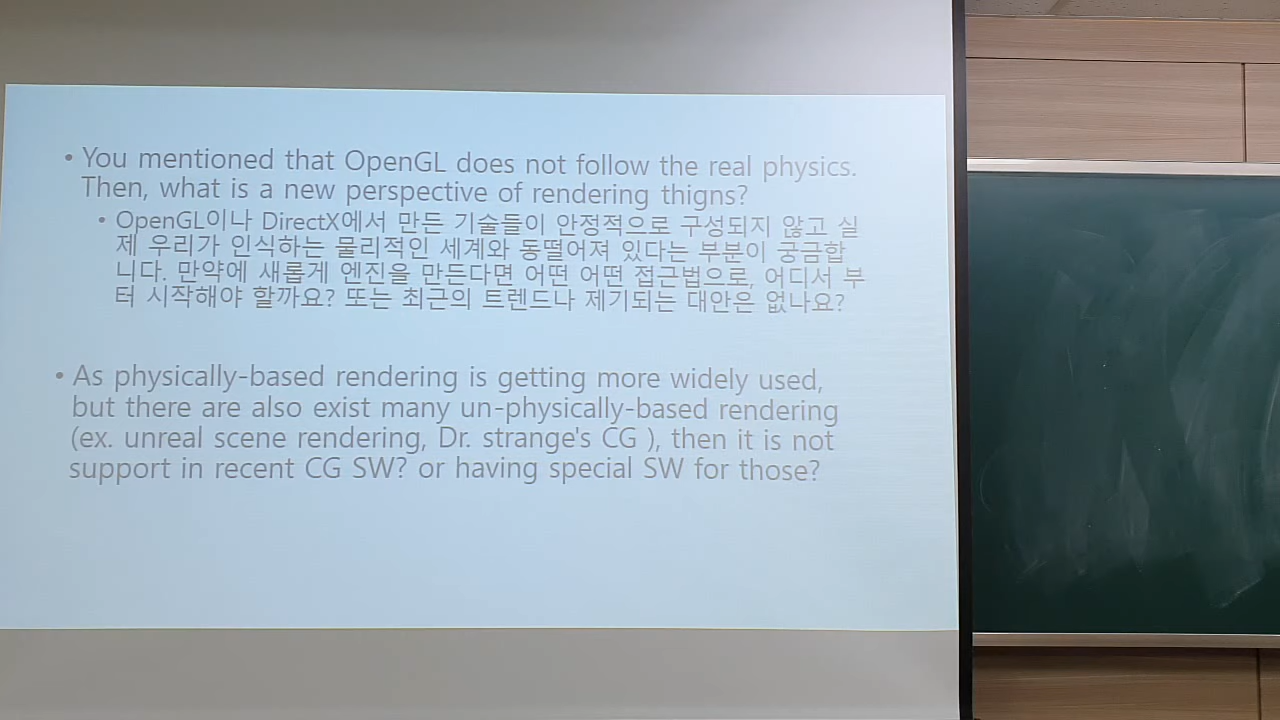 • You mentioned that OpenGL does not follow the real physics.
Then, what is a new perspective of rendering thigns?
• OpenGL이나 DirectX에서 만든 기술들이 안정적으로 구성되지 않고 실
제 우리가 인식하는 물리적인 세계와 동떨어져 있다는 부분이 궁금합
니다. 만약에 새롭게 엔진을 만든다면 어떤 어떤 접근법으로, 어디서 부
터 시작해야 할까요? 또는 최근의 트렌드나 제기되는 대안은 없나요?
• As physically-based rendering is getting more widely used,
but there are also exist many un-physically-based rendering
(ex. unreal scene rendering, Dr. strange's CG ), then it is not
support in recent CG SW? or having special SW for those?